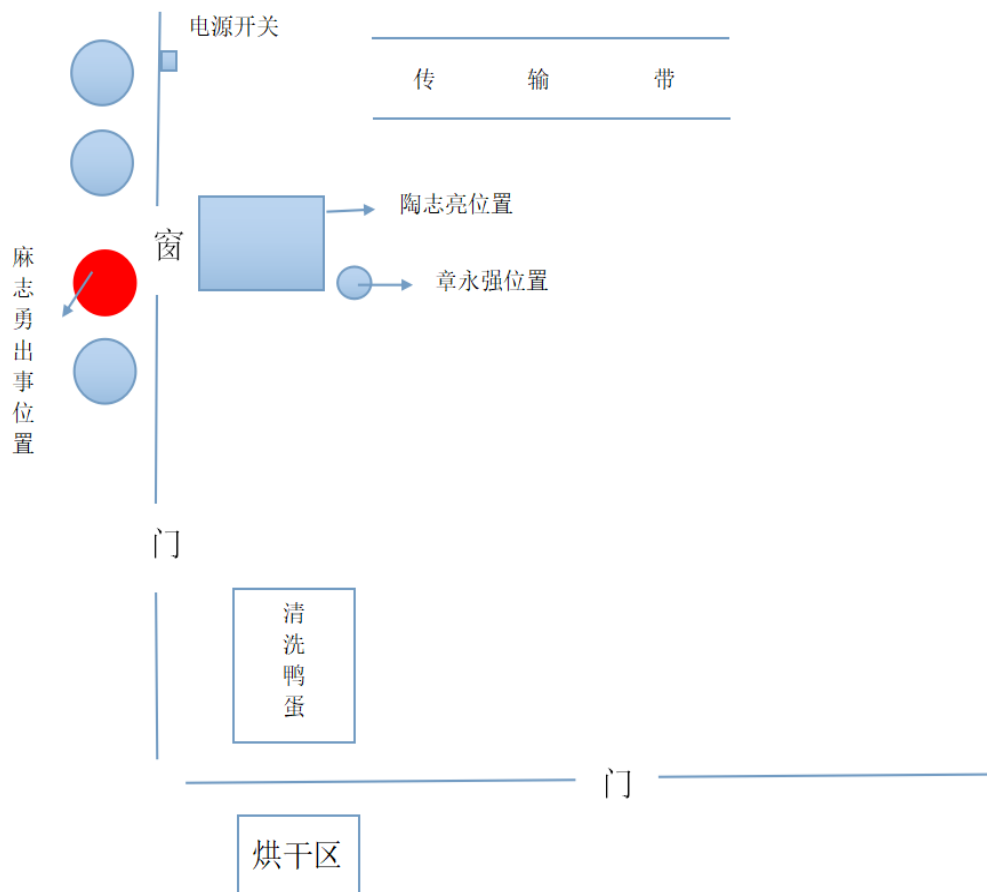 电源开关
传输带
陶志亮位置
窗
章永强位置
麻志勇出事位置
门
清洗鸭蛋
门
烘干区